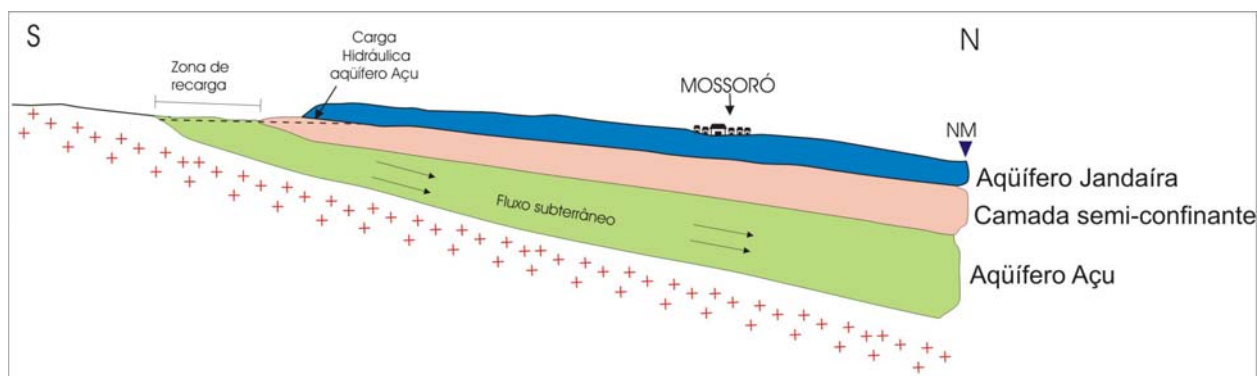 S
N
Carga
Hidráulica
aqüífero Açu
Zona de
recarga
MOSSORÓ
NM
Aqüífero Jandaíra
Camada semi-confinante
Fluxo subterrâneo
Aqüífero Açu